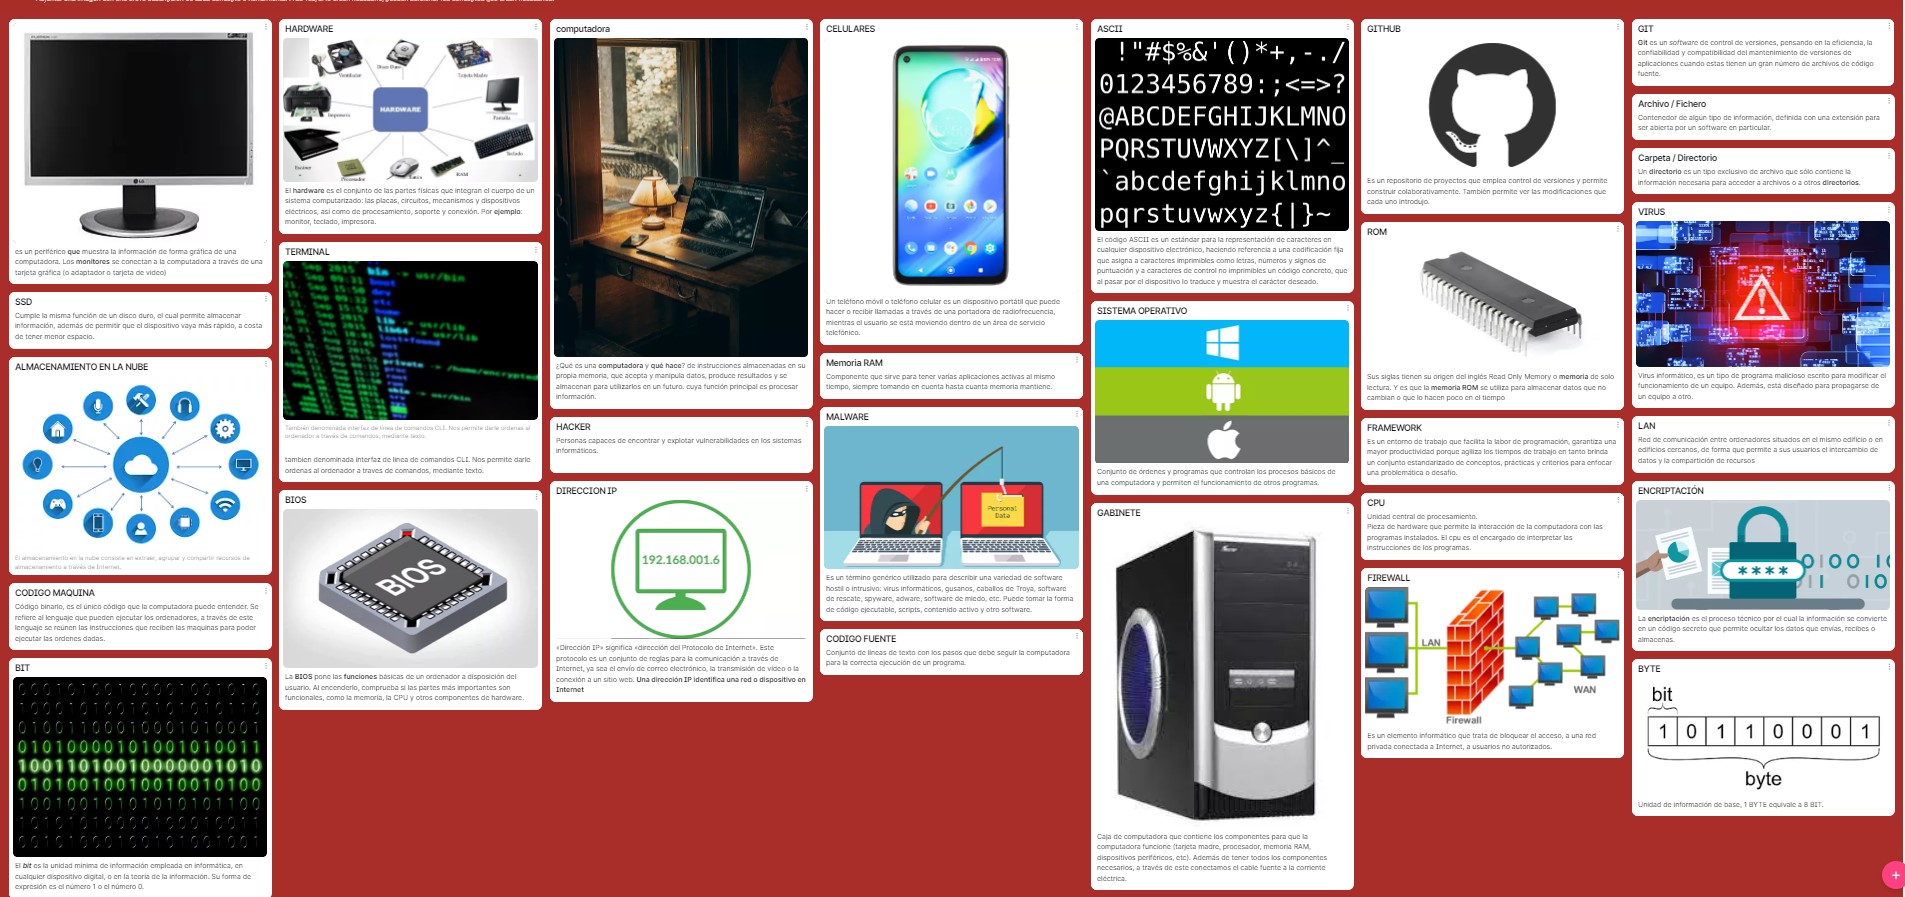 es un periférico que muestra la información de forma gráfica de una
computadora. Los monitores se conectan a la computadora a través de una
tarjeta gráfica (o adaptador o tarjeta de video)
SSD
Cumple la misma función de un disco duro, el cual permite almacenar
información, además de permitir que el dispositivo vaya más rápido, a costa
de tener menor espacio.
ALMACENAMIENTO EN LA NUBE
El almacenamiento en la nube consiste en extraer, agrupar y compartir recursos de
almacenamiento a través de Internet.
CODIGO MAQUINA
Código binario, es el único código que la computadora puede entender. Se
refiere al lenguaje que pueden ejecutar los ordenadores, a través de este
lenguaje se reúnen las instrucciones que reciben las maquinas para poder
ejecutar las ordenes dadas.
BIT
El bit es la unidad mínima de información empleada en informática, en
cualquier dispositivo digital, o en la teoría de la información. Su forma de
expresión es el número 1 o el número 0.
HARDWARE
Ventilador
Disco Duro
Tarjeta Madre
Impresora
HARDWARE
Pantalla
Teclado
Escáner
Procesador
Ratón
RAM
El hardware es el conjunto de las partes físicas que integran el cuerpo de un
sistema computarizado: las placas, circuitos, mecanismos y dispositivos
eléctricos, así como de procesamiento, soporte y conexión. Por ejemplo:
monitor, teclado, impresora.
TERMINAL
También denominada interfaz de línea de comandos CLI. Nos permite darle ordenes al
ordenador a través de comandos, mediante texto.
tambien denominada interfaz de linea de comandos CLI. Nos permite darle
ordenes al ordenador a traves de comandos, mediante texto.
BIOS
BIOS
La BIOS pone las funciones básicas de un ordenador a disposición del
usuario. Al encenderlo, comprueba si las partes más importantes son
funcionales, como la memoria, la CPU y otros componentes de hardware.
computadora
¿Qué es una computadora y qué hace? de instrucciones almacenadas en su
propia memoria, que acepta y manipula datos, produce resultados y se
almacenan para utilizarlos en un futuro. cuya función principal es procesar
información.
HACKER
Personas capaces de encontrar y explotar vulnerabilidades en los sistemas
informáticos.
DIRECCION IP
192.168.001.6
«Dirección IP» significa «dirección del Protocolo de Internet». Este
protocolo es un conjunto de reglas para la comunicación a través de
Internet, ya sea el envío de correo electrónico, la transmisión de vídeo o la
conexión a un sitio web. Una dirección IP identifica una red o dispositivo en
Internet
CELULARES
Un teléfono móvil o teléfono celular es un dispositivo portátil que puede
hacer o recibir llamadas a través de una portadora de radiofrecuencia,
mientras el usuario se está moviendo dentro de un área de servicio
telefónico.
Memoria RAM
Componente que sirve para tener varias aplicaciones activas al mismo
tiempo, siempre tomando en cuenta hasta cuanta memoria mantiene.
MALWARE
Personal
Data
Es un término genérico utilizado para describir una variedad de software
hostil o intrusivo: virus informáticos, gusanos, caballos de Troya, software
de rescate, spyware, adware, software de miedo, etc. Puede tomar la forma
de código ejecutable, scripts, contenido activo y otro software.
CODIGO FUENTE
Conjunto de líneas de texto con los pasos que debe seguir la computadora
para la correcta ejecución de un programa.
ASCII
!"#$%&'()*+,-./
0123456789:;<=>?
@ABCDEFGHIJKLMNO
PQRSTUVWXYZ[\]^_
`abcdefghijklmno
pqrstuvwxyz{|}~
El código ASCII es un estándar para la representación de caracteres en
cualquier dispositivo electrónico, haciendo referencia a una codificación fija
que asigna a caracteres imprimibles como letras, números y signos de
puntuación y a caracteres de control no imprimibles un código concreto, que
al pasar por el dispositivo lo traduce y muestra el carácter deseado.
SISTEMA OPERATIVO
Conjunto de órdenes y programas que controlan los procesos básicos de
una computadora y permiten el funcionamiento de otros programas.
GABINETE
Caja de computadora que contiene los componentes para que la
computadora funcione (tarjeta madre, procesador, memoria RAM,
dispositivos periféricos, etc). Además de tener todos los componentes
necesarios, a través de este conectamos el cable fuente a la corriente
eléctrica.
GITHUB
Es un repositorio de proyectos que emplea control de versiones y permite
construir colaborativamente. También permite ver las modificaciones que
cada uno introdujo.
ROM
Sus siglas tienen su origen del inglés Read Only Memory o memoria de solo
lectura. Y es que la memoria ROM se utiliza para almacenar datos que no
cambian o que lo hacen poco en el tiempo
FRAMEWORK
Es un entorno de trabajo que facilita la labor de programación, garantiza una
mayor productividad porque agiliza los tiempos de trabajo en tanto brinda
un conjunto estandarizado de conceptos, prácticas y criterios para enfocar
una problemática o desafío.
CPU
Unidad central de procesamiento.
Pieza de hardware que permite la interacción de la computadora con las
programas instalados. El cpu es el encargado de interpretar las
instrucciones de los programas.
FIREWALL
LAN
WAN
Firewall
Es un elemento informático que trata de bloquear el acceso, a una red
privada conectada a Internet, a usuarios no autorizados.
GIT
Git es un software de control de versiones, pensando en la eficiencia, la
confiabilidad y compatibilidad del mantenimiento de versiones de
aplicaciones cuando estas tienen un gran número de archivos de código
fuente.
Archivo / Fichero
Contenedor de algún tipo de información, definida con una extensión para
ser abierta por un software en particular.
Carpeta / Directorio
Un directorio es un tipo exclusivo de archivo que sólo contiene la
información necesaria para acceder a archivos o a otros directorios.
VIRUS
Virus informático, es un tipo de programa malicioso escrito para modificar el
funcionamiento de un equipo. Además, está diseñado para propagarse de
un equipo a otro.
LAN
Red de comunicación entre ordenadores situados en el mismo edificio o en
edificios cercanos, de forma que permite a sus usuarios el intercambio de
datos y la compartición de recursos
ENCRIPTACIÓN
****
La encriptación es el proceso técnico por el cual la información se convierte
en un código secreto que permite ocultar los datos que envías, recibes o
almacenas.
BYTE
bit
1 0 1 1 0 0 0 1
byte
Unidad de información de base, 1 BYTE equivale a 8 BIT.